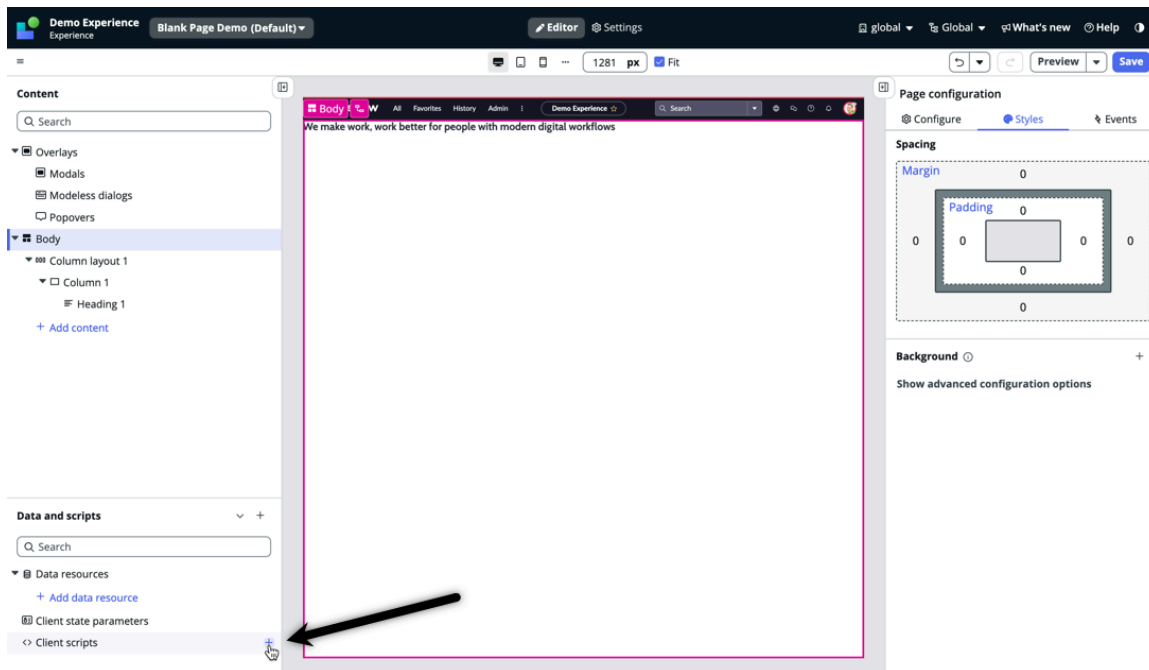 Demo Experience
Experience
Blank Page Demo (Default)
Editor
Settings
global
Global
What's new
Help
1281 px
Fit
Preview
Save
Content
Search
Overlays
Modals
Modeless dialogs
Popovers
Body
Column layout 1
Column 1
Heading 1
+ Add content
Data and scripts
Search
Data resources
+ Add data resource
Client state parameters
Client scripts
Body
W All Favorites History Admin
Demo Experience
Search
We make work, work better for people with modern digital workflows
Page configuration
Configure Styles Events
Spacing
Margin
0
Padding
0
0 0 0 0
0
0
Background
Show advanced configuration options